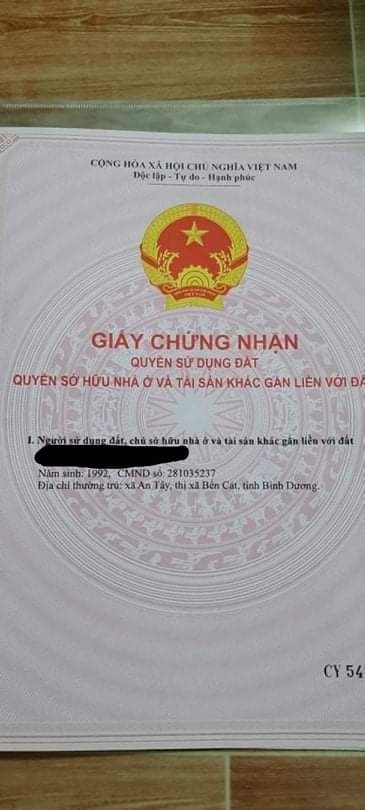 CỘNG HÒA XÃ HỘI CHỦ NGHĨA VIỆT NAM
Độc lập - Tự do - Hạnh phúc
VIỆT NAM
GIẤY CHỨNG NHẬN
QUYỀN SỬ DỤNG ĐẤT
QUYỀN SỞ HỮU NHÀ Ở VÀ TÀI SẢN KHÁC GẮN LIỀN VỚI ĐẤ
I. Người sử dụng đất, chủ sở hữu nhà ở và tài sản khác gắn liền với đất
Năm sinh: 1992, CMND số: 281035237
Địa chỉ thường trú: xã An Tây, thị xã Bến Cát, tỉnh Bình Dương.
CY 54